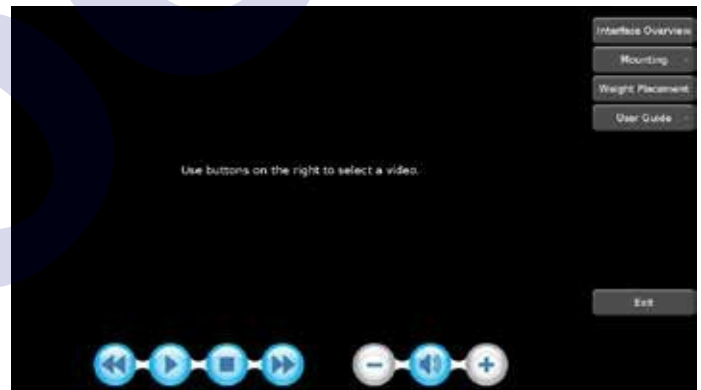 Interface Overview
Mounting
Weight Placement
User Guide
Use buttons on the right to select a video.
Exit